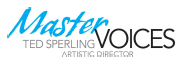 Master VOICES
TED SPERLING
ARTISTIC DIRECTOR